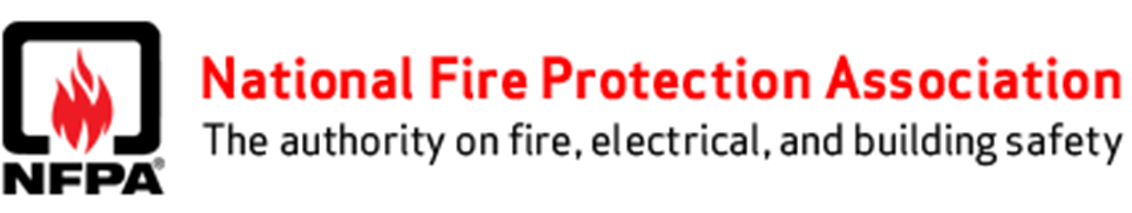 National Fire Protection Association
The authority on fire, electrical, and building safety
NFPA®